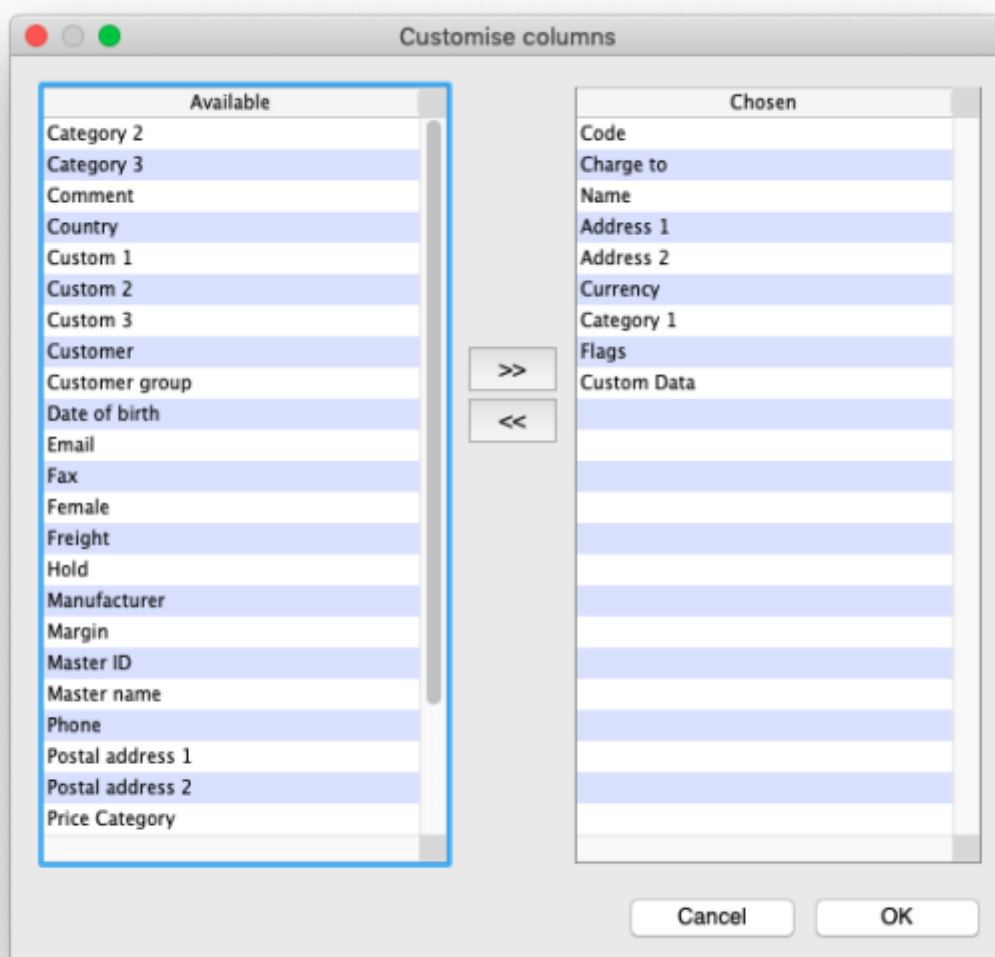 Customise columns
Available
Category 2
Category 3
Comment
Country
Custom 1
Custom 2
Custom 3
Customer
Customer group
Date of birth
Email
Fax
Female
Freight
Hold
Manufacturer
Margin
Master ID
Master name
Phone
Postal address 1
Postal address 2
Price Category
>>
<<
Chosen
Code
Charge to
Name
Address 1
Address 2
Currency
Category 1
Flags
Custom Data
Cancel
OK